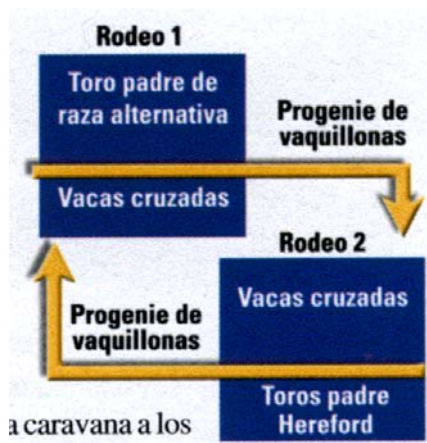 Rodeo 1
Toro padre de
raza alternativa
Progenie de
vaquillonas
Vacas cruzadas
Rodeo 2
Vacas cruzadas
Progenie de
vaquillonas
Toros padre
Hereford
a caravana a los